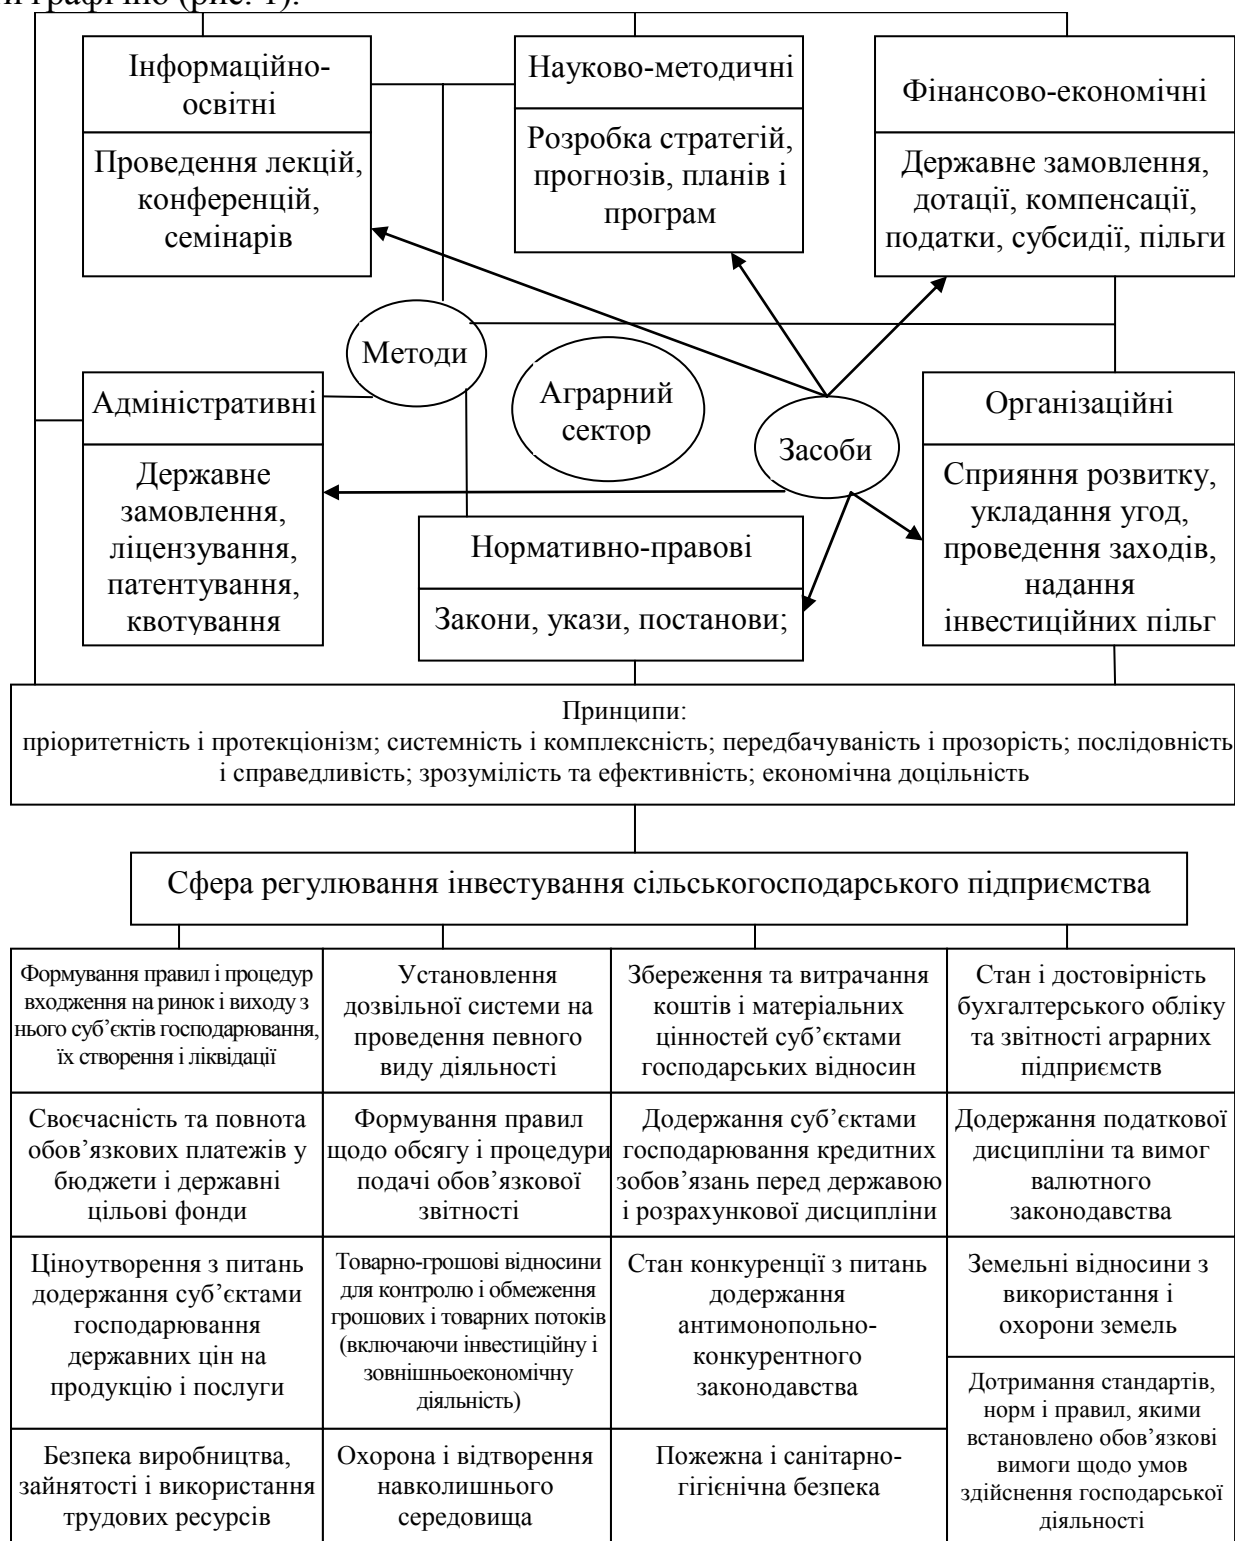 графічно (рис. 1).
Інформаційно-
освітні
Проведення лекцій,
конференцій,
семінарів
Науково-методичні
Розробка стратегій,
прогнозів, планів і
програм
Фінансово-економічні
Державне замовлення,
дотації, компенсації,
податки, субсидії, пільги
Методи
Аграрний
сектор
Засоби
Адміністративні
Державне
замовлення,
ліцензування,
патентування,
квотування
Нормативно-правові
Закони, укази, постанови;
Організаційні
Сприяння розвитку,
укладання угод,
проведення заходів,
надання
інвестиційних пільг
Принципи:
пріоритетність і протекціонізм; системність і комплексність; передбачуваність і прозорість; послідовність
і справедливість; зрозумілість та ефективність; економічна доцільність
Сфера регулювання інвестування сільськогосподарського підприємства
Формування правил і процедур
входження на ринок і виходу з
нього суб’єктів господарювання,
їх створення і ліквідації
Установлення
дозвільної системи на
проведення певного
виду діяльності
Збереження та витрачання
коштів і матеріальних
цінностей суб’єктами
господарських відносин
Стан і достовірність
бухгалтерського обліку
та звітності аграрних
підприємств
Своєчасність та повнота
обов’язкових платежів у
бюджети і державні
цільові фонди
Формування правил
щодо обсягу і процедури
подачі обов’язкової
звітності
Додержання суб’єктами
господарювання кредитних
зобов’язань перед державою
і розрахункової дисципліни
Додержання податкової
дисципліни та вимог
валютного
законодавства
Ціноутворення з питань
додержання суб’єктами
господарювання
державних цін на
продукцію і послуги
Товарно-грошові відносини
для контролю і обмеження
грошових і товарних потоків
(включаючи інвестиційну і
зовнішньоекономічну
діяльність)
Стан конкуренції з питань
додержання
антимонопольно-
конкурентного
законодавства
Земельні відносини з
використання і
охорони земель
Дотримання стандартів,
норм і правил, якими
встановлено обов’язкові
вимоги щодо умов
здійснення господарської
діяльності
Безпека виробництва,
зайнятості і використання
трудових ресурсів
Охорона і відтворення
навколишнього
середовища
Пожежна і санітарно-
гігієнічна безпека